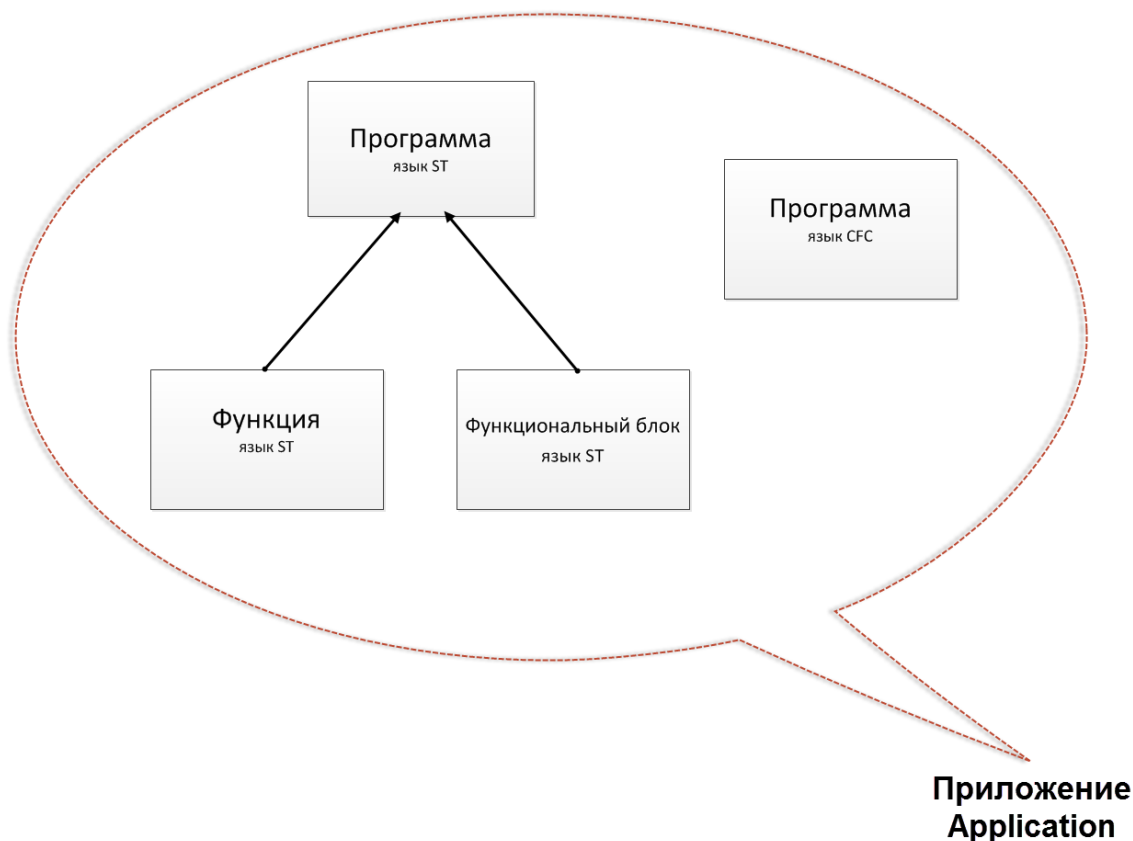 Программа
язык ST
Программа
язык CFC
Функция
язык ST
Функциональный блок
язык ST
Приложение
Application